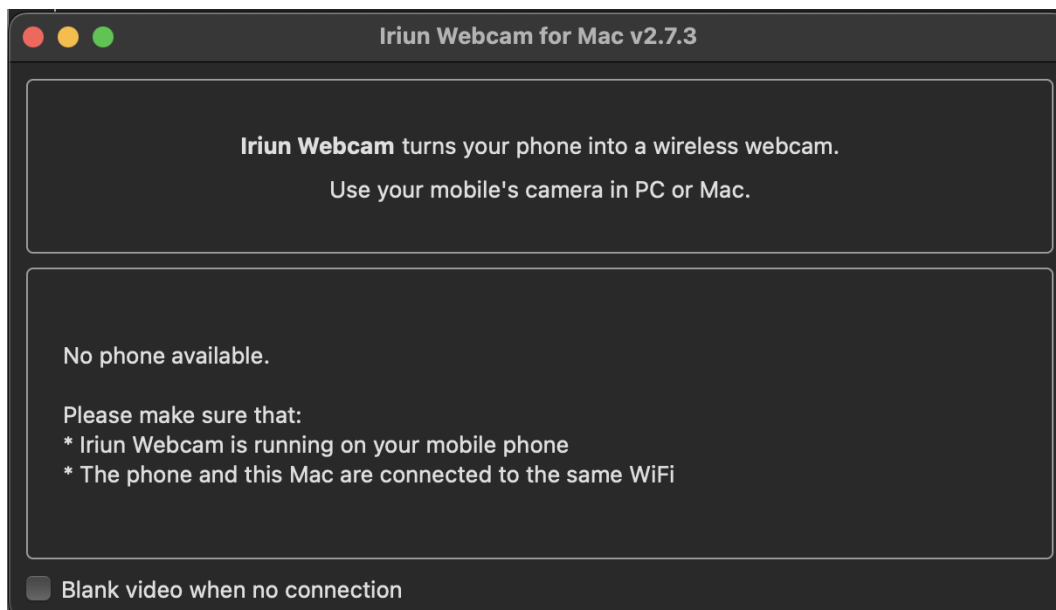 Iriun Webcam for Mac v2.7.3
Iriun Webcam turns your phone into a wireless webcam.
Use your mobile's camera in PC or Mac.
No phone available.
Please make sure that:
* Iriun Webcam is running on your mobile phone
* The phone and this Mac are connected to the same WiFi
Blank video when no connection